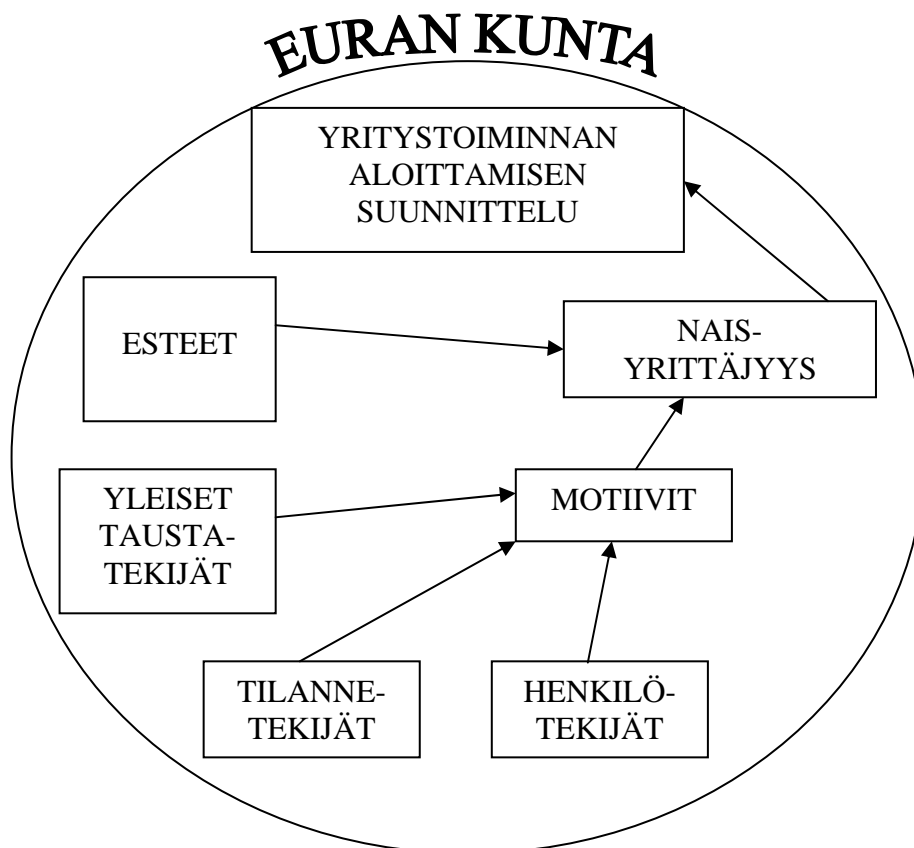 EURAN KUNTA
YRITYSTOIMINNAN
ALOITTAMISEN
SUUNNITTELU
ESTEET
NAIS-
YRITTÄJYYS
YLEISET
TAUSTA-
TEKIJÄT
MOTIIVIT
TILANNE-
TEKIJÄT
HENKILÖ-
TEKIJÄT